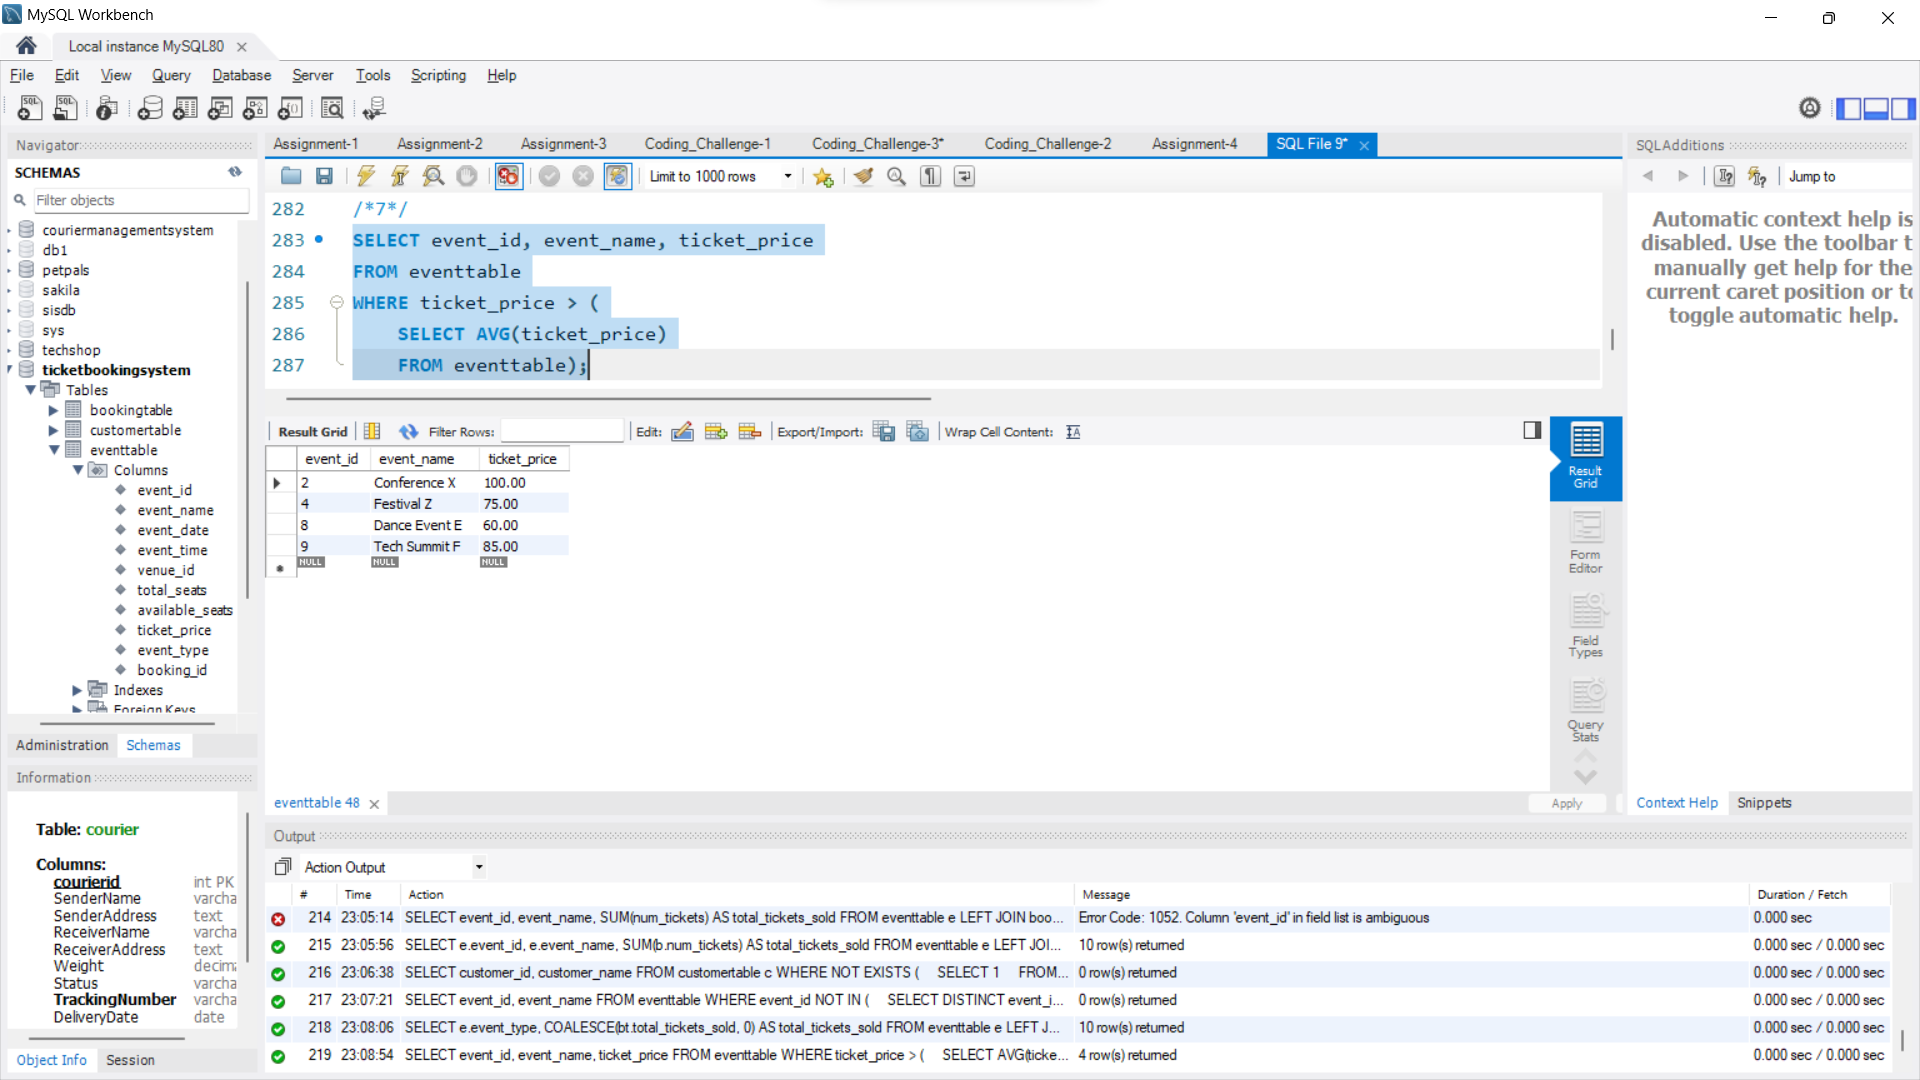 MySQL Workbench
Local instance MySQL80
File Edit View Query Database Server Tools Scripting Help
Navigator
SCHEMAS
Filter objects
couriermanagementsystem
db1
petpals
sakila
sisdb
sys
techshop
ticketbookingsystem
Tables
bookingtable
customertable
eventtable
Columns
event_id
event_name
event_date
event_time
venue_id
total_seats
available_seats
ticket_price
event_type
booking_id
Indexes
Foreign Keys
Administration Schemas
Information
Table: courier
Columns:
courierid int PK
SenderName varcha
SenderAddress text
ReceiverName varcha
ReceiverAddress text
Weight decim
Status varcha
TrackingNumber varcha
DeliveryDate date
Object Info Session
Assignment-1 Assignment-2 Assignment-3 Coding_Challenge-1 Coding_Challenge-3* Coding_Challenge-2 Assignment-4 SQL File 9*
Limit to 1000 rows
282 /*7*/
283 SELECT event_id, event_name, ticket_price
284 FROM eventtable
285 WHERE ticket_price > (
286 SELECT AVG(ticket_price)
287 FROM eventtable);
Result Grid Filter Rows: Edit: Export/Import: Wrap Cell Content:
event_id event_name ticket_price
2 Conference X 100.00
4 Festival Z 75.00
8 Dance Event E 60.00
9 Tech Summit F 85.00
NULL NULL NULL
Result
Grid
Form
Editor
Field
Types
Query
Stats
eventtable 48
Apply
SQLAdditions
Jump to
Automatic context help is
disabled. Use the toolbar t
manually get help for the
current caret position or to
toggle automatic help.
Context Help Snippets
Output
Action Output
# Time Action Message Duration / Fetch
214 23:05:14 SELECT event_id, event_name, SUM(num_tickets) AS total_tickets_sold FROM eventtable e LEFT JOIN boo... Error Code: 1052. Column 'event_id' in field list is ambiguous 0.000 sec
215 23:05:56 SELECT e.event_id, e.event_name, SUM(b.num_tickets) AS total_tickets_sold FROM eventtable e LEFT JOI... 10 row(s) returned 0.000 sec / 0.000 sec
216 23:06:38 SELECT customer_id, customer_name FROM customertable c WHERE NOT EXISTS ( SELECT 1 FROM... 0 row(s) returned 0.000 sec / 0.000 sec
217 23:07:21 SELECT event_id, event_name FROM eventtable WHERE event_id NOT IN ( SELECT DISTINCT event_i... 0 row(s) returned 0.000 sec / 0.000 sec
218 23:08:06 SELECT e.event_type, COALESCE(bt.total_tickets_sold, 0) AS total_tickets_sold FROM eventtable e LEFT J... 10 row(s) returned 0.000 sec / 0.000 sec
219 23:08:54 SELECT event_id, event_name, ticket_price FROM eventtable WHERE ticket_price > ( SELECT AVG(ticke... 4 row(s) returned 0.000 sec / 0.000 sec